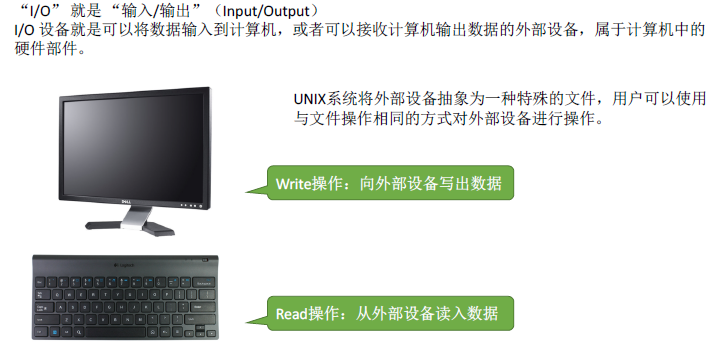 “I/O” 就是 “输入/输出” （Input/Output）
I/O 设备就是可以将数据输入到计算机，或者可以接收计算机输出数据的外部设备，属于计算机中的
硬件部件。
UNIX系统将外部设备抽象为一种特殊的文件，用户可以使用
与文件操作相同的方式对外部设备进行操作。
DELL
Write操作：向外部设备写出数据
Logitech
Read操作：从外部设备读入数据